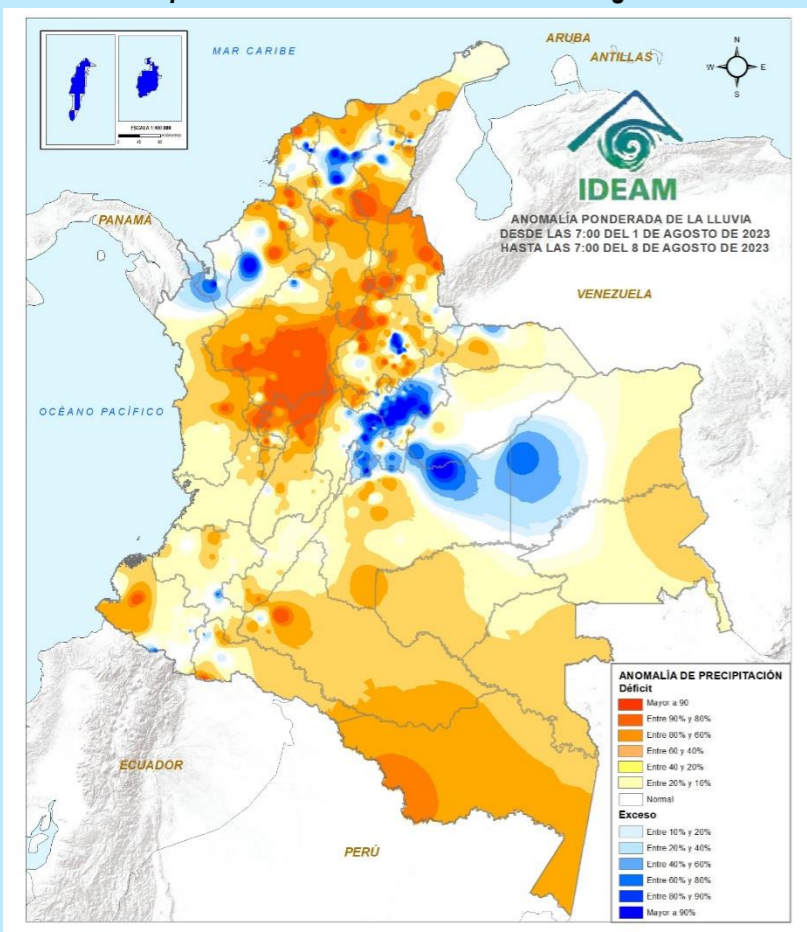 MAR CARIBE
ARUBA
ANTILLAS
N
W
E
S
ESCALA 1:400.000
IDEAM
ANOMALÍA PONDERADA DE LA LLUVIA
DESDE LAS 7:00 DEL 1 DE AGOSTO DE 2023
HASTA LAS 7:00 DEL 8 DE AGOSTO DE 2023
PANAMÁ
VENEZUELA
OCÉANO PACÍFICO
ECUADOR
PERÚ
ANOMALÍA DE PRECIPITACIÓN
Déficit
Mayor a 90
Entre 90% y 80%
Entre 80% y 60%
Entre 60 y 40%
Entre 40 y 20%
Entre 20% y 10%
Normal
Exceso
Entre 10% y 20%
Entre 20% y 40%
Entre 40% y 60%
Entre 60% y 80%
Entre 80% y 90%
Mayor a 90%